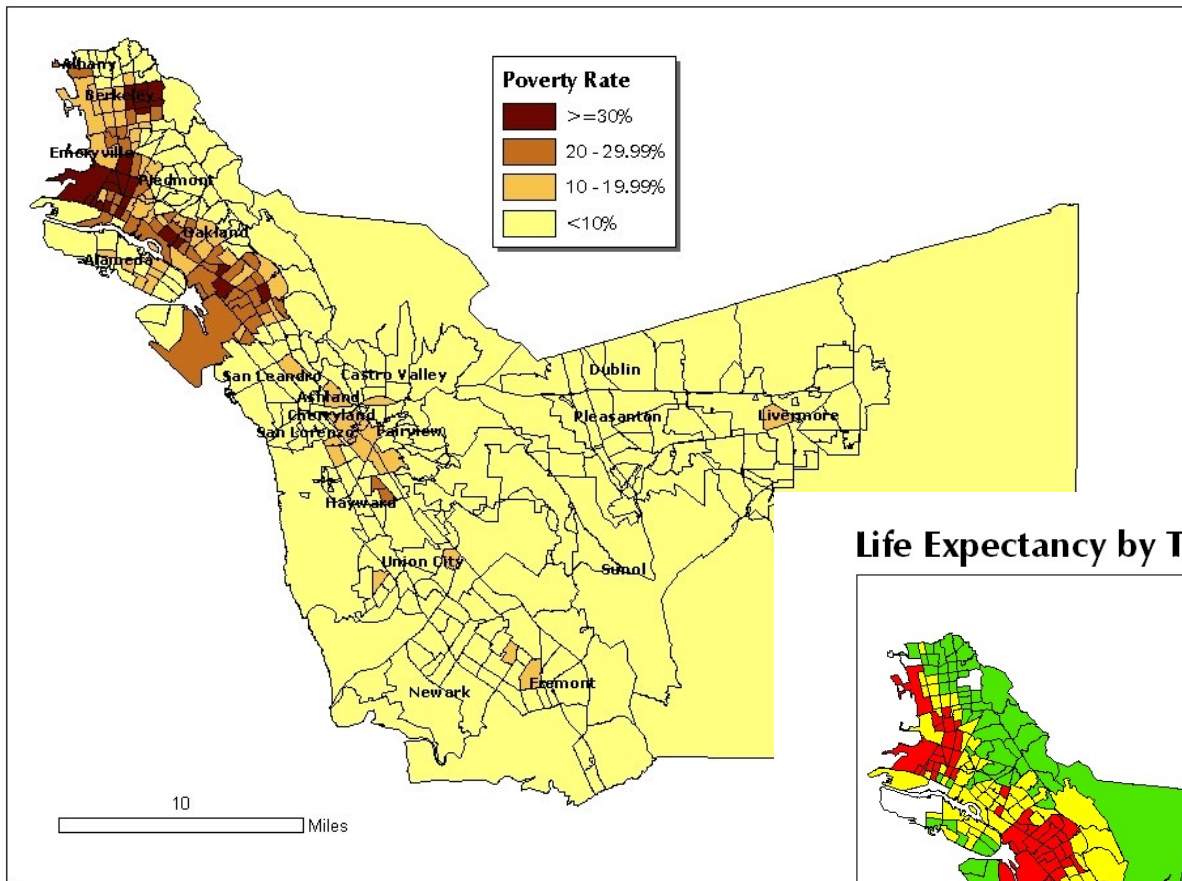 Poverty Rate
>=30%
20 - 29.99%
10 - 19.99%
<10%
Albany
Berkeley
Emeryville
Piedmont
Oakland
Alameda
San Leandro
Castro Valley
Dublin
Ashland
Cherryland
Pleasanton
Livermore
San Lorenzo
Fairview
Hayward
Union City
Sunol
Newark
Fremont
10
Miles
Life Expectancy by T